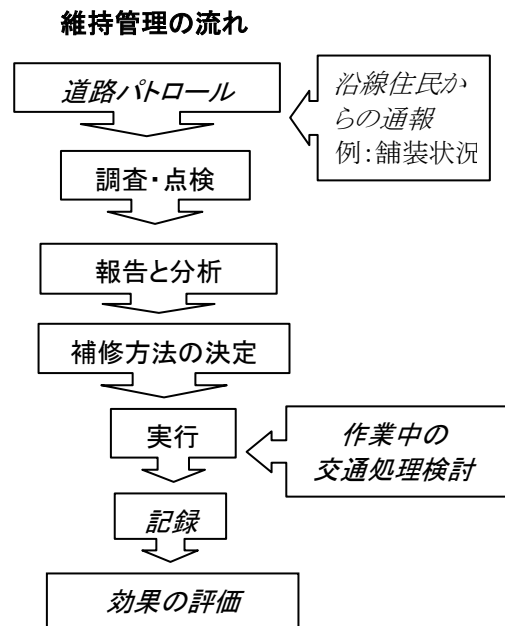 維持管理の流れ
道路パトロール
沿線住民か
らの通報
例：舗装状況
調査・点検
報告と分析
補修方法の決定
実行
作業中の
交通処理検討
記録
効果の評価